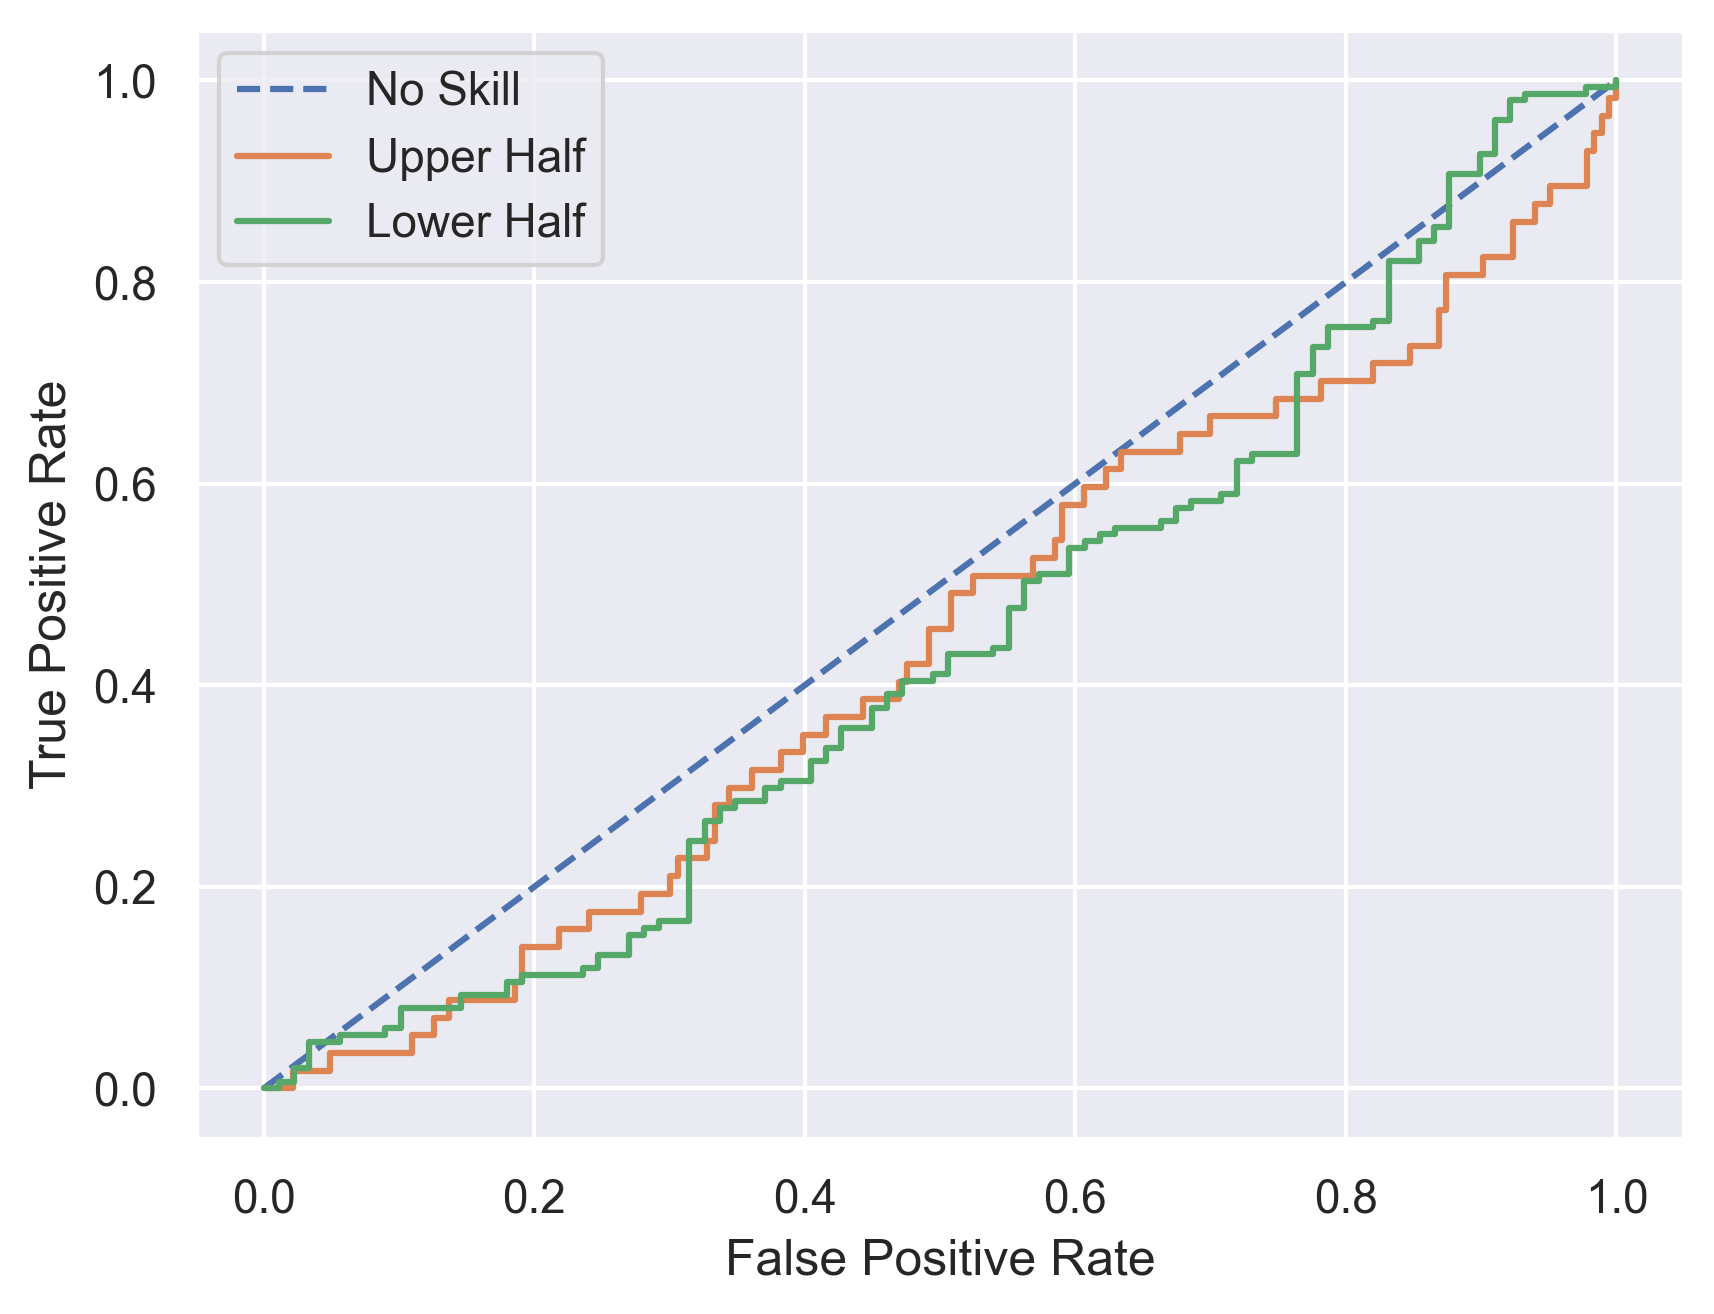 No Skill
Upper Half
Lower Half
1.0
0.8
0.6
0.4
0.2
0.0
True Positive Rate
0.0 0.2 0.4 0.6 0.8 1.0
False Positive Rate